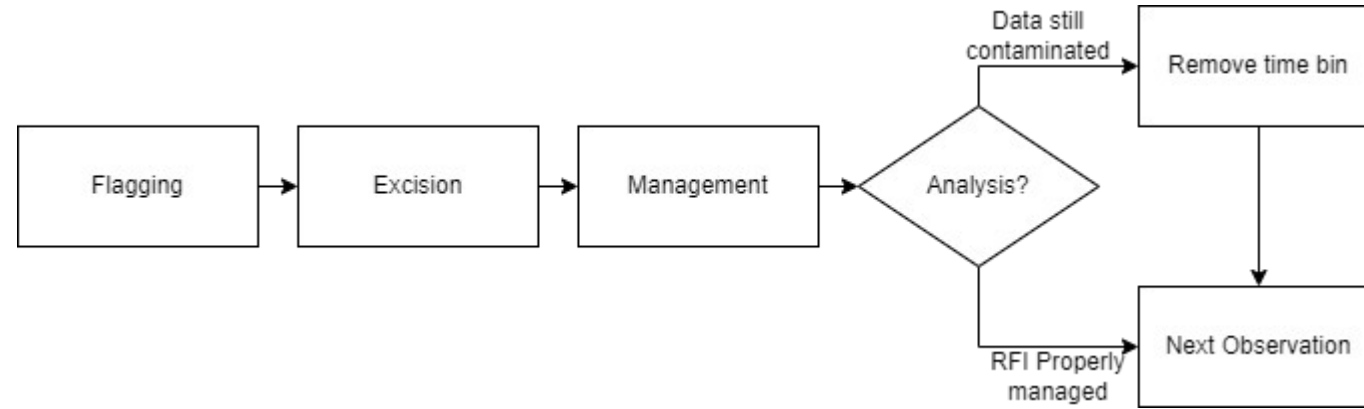 Data still
contaminated
Remove time bin
Flagging
Excision
Management
Analysis?
RFI Properly
managed
Next Observation